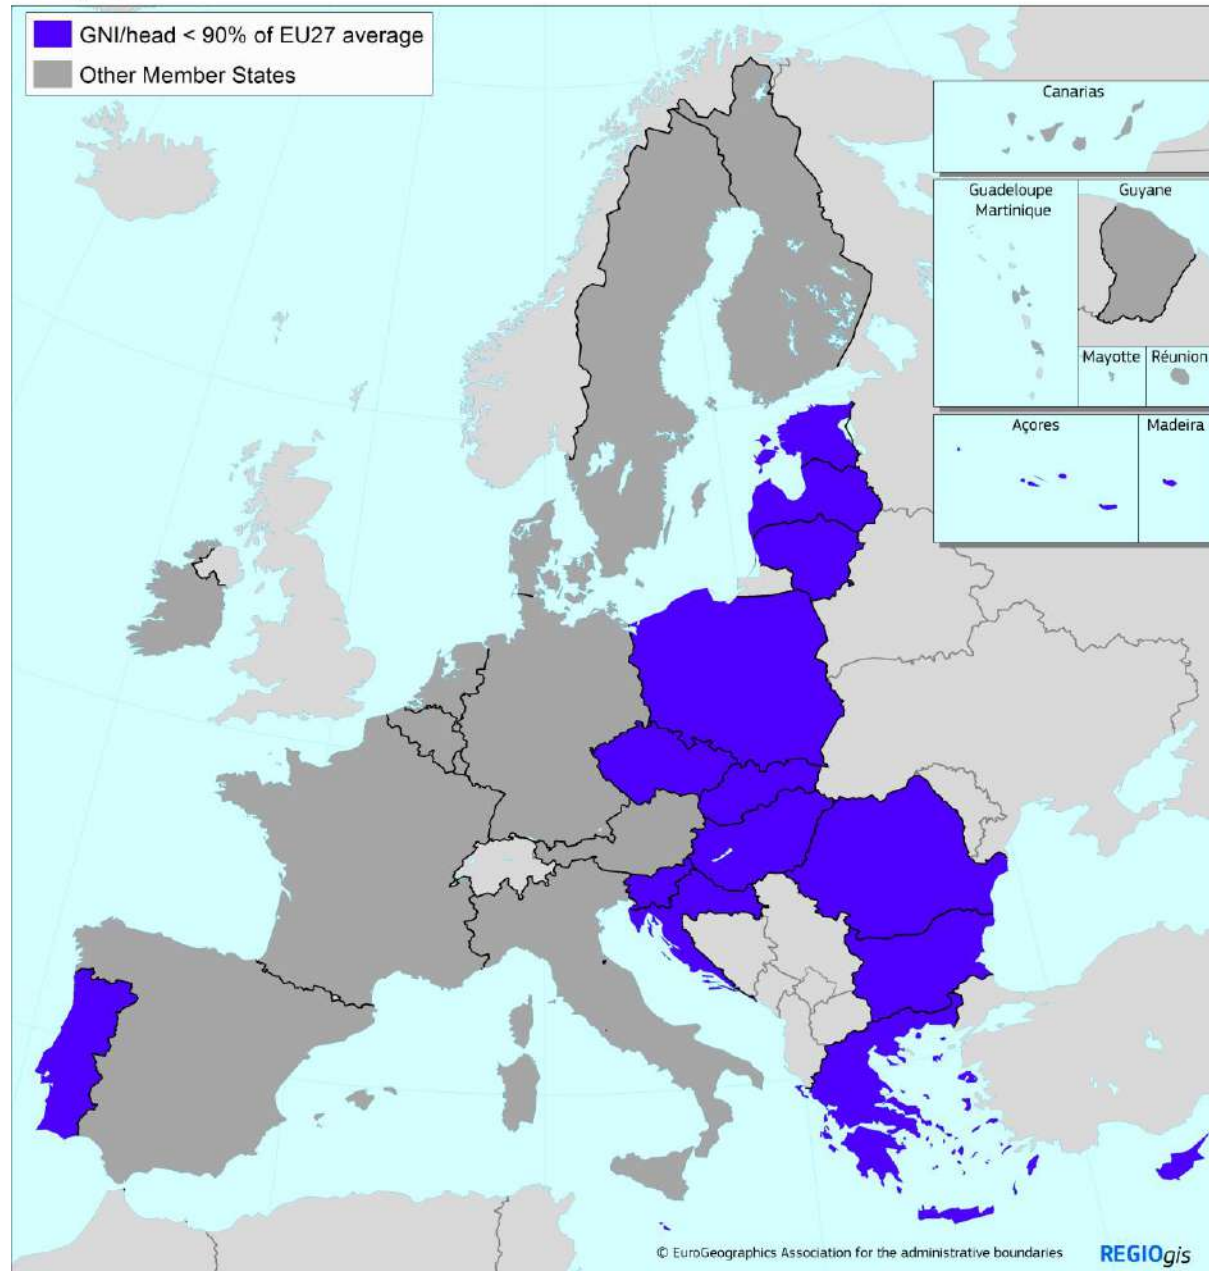 GNI/head < 90% of EU27 average
Other Member States
Canarias
Guadeloupe
Martinique
Guyane
Mayotte
Réunion
Açores
Madeira
© EuroGeographics Association for the administrative boundaries
REGIOgis